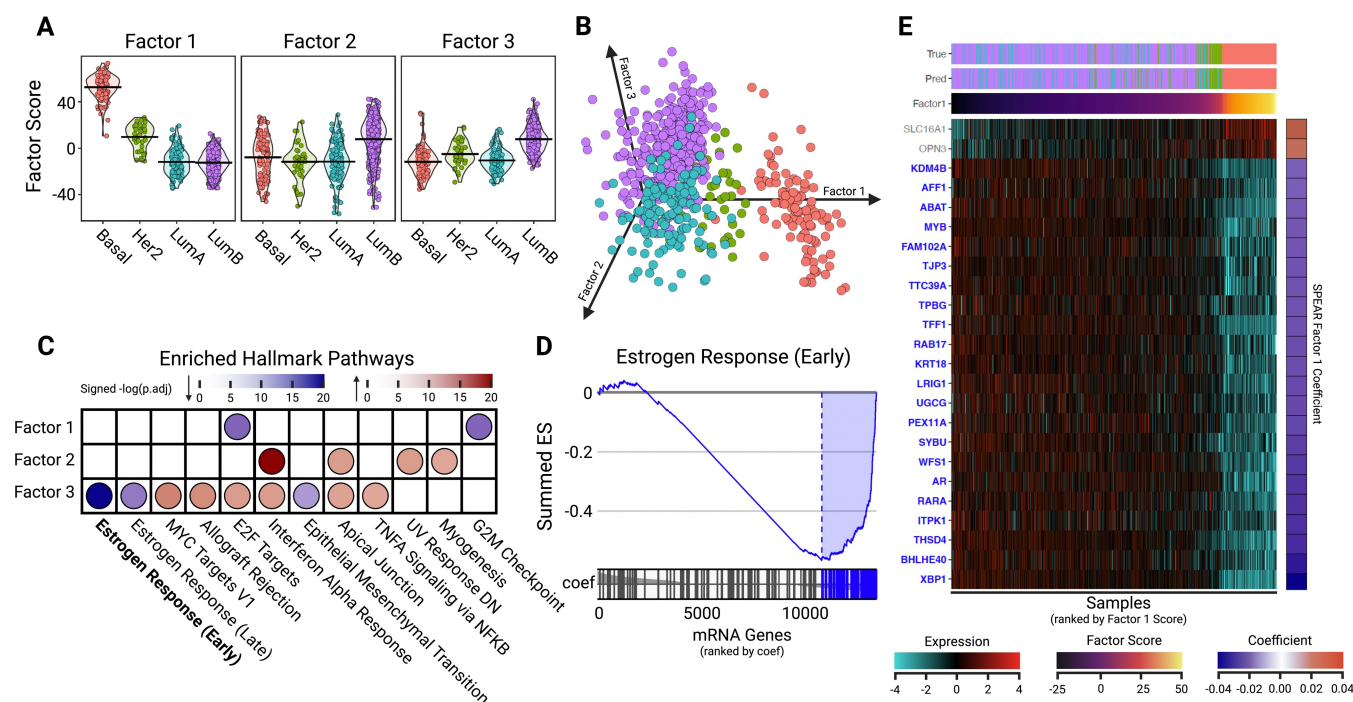 A
Factor 1
Factor 2
Factor 3
Factor Score
40
0
-40
Basal
Her2
LumA
LumB
Basal
Her2
LumA
LumB
Basal
Her2
LumA
LumB
B
Factor 3
Factor 1
Factor 2
C
Enriched Hallmark Pathways
Signed -log(p.adj)
0
5
10
15
20
0
5
10
15
20
Factor 1
Factor 2
Factor 3
Estrogen Response (Early)
Estrogen Response (Late)
MYC Targets V1
Allograft Rejection
E2F Targets
Interferon Alpha Response
Epithelial Mesenchymal Transition
Apical Junction
TNFA Signaling via NFKB
UV Response DN
Myogenesis
G2M Checkpoint
D
Estrogen Response (Early)
Summed ES
0
-0.2
-0.4
coef
0
5000
10000
mRNA Genes
(ranked by coef)
E
True
Pred
Factor1
SLC16A1
OPN3
KDM4B
AFF1
ABAT
MYB
FAM102A
TJP3
TTC39A
TPBG
TFF1
RAB17
KRT18
LRIG1
UGCG
PEX11A
SYBU
WFS1
AR
RARA
ITPK1
THSD4
BHLHE40
XBP1
SPEAR Factor 1 Coefficient
Samples
(ranked by Factor 1 Score)
Expression
-4
-2
0
2
4
Factor Score
-25
0
25
50
Coefficient
-0.04
-0.02
0.00
0.02
0.04